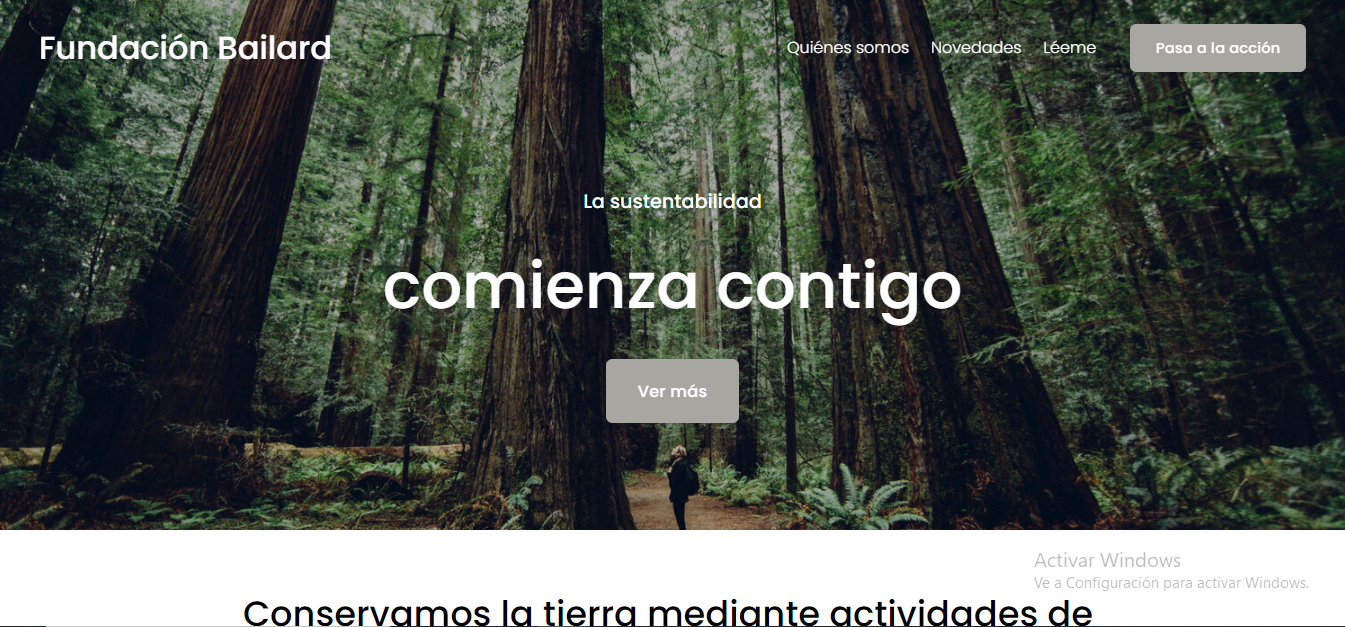 Fundación Bailard
Quiénes somos
Novedades
Léeme
Pasa a la acción
La sustentabilidad
comienza contigo
Ver más
Activar Windows
Ve a Configuración para activar Windows.
Conservamos la tierra mediante actividades de